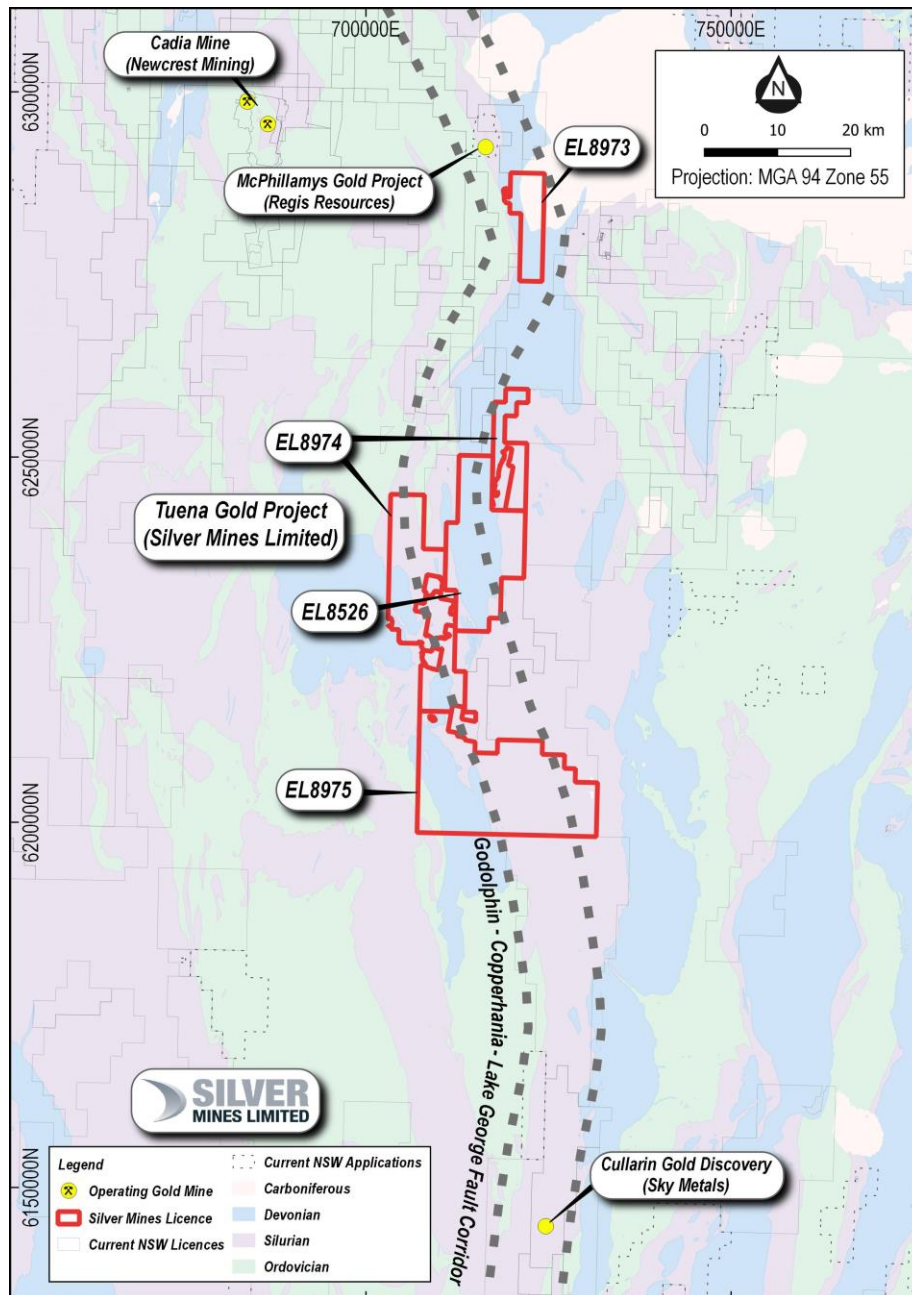 700000E
750000E
Cadia Mine
(Newcrest Mining)
6300000N
N
0 10 20 km
Projection: MGA 94 Zone 55
EL8973
McPhillamys Gold Project
(Regis Resources)
EL8974
6250000N
Tuena Gold Project
(Silver Mines Limited)
EL8526
EL8975
6200000N
Godolphin - Copperhania - Lake George Fault Corridor
SILVER
MINES LIMITED
6150000N
Cullarin Gold Discovery
(Sky Metals)
Legend
Operating Gold Mine
Silver Mines Licence
Current NSW Licences
Current NSW Applications
Carboniferous
Devonian
Silurian
Ordovician